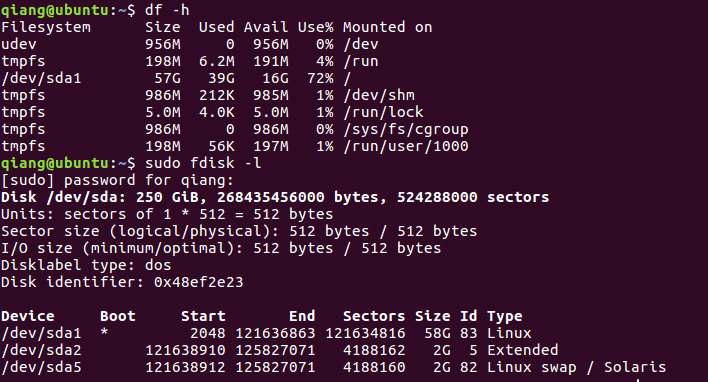 qiang@ubuntu:~$ df -h
Filesystem      Size  Used Avail Use% Mounted on
udev            956M     0  956M   0% /dev
tmpfs           198M  6.2M  191M   4% /run
/dev/sda1        57G   39G   16G  72% /
tmpfs           986M  212K  985M   1% /dev/shm
tmpfs           5.0M  4.0K  5.0M   1% /run/lock
tmpfs           986M     0  986M   0% /sys/fs/cgroup
tmpfs           198M   56K  197M   1% /run/user/1000
qiang@ubuntu:~$ sudo fdisk -l
[sudo] password for qiang:
Disk /dev/sda: 250 GiB, 268435456000 bytes, 524288000 sectors
Units: sectors of 1 * 512 = 512 bytes
Sector size (logical/physical): 512 bytes / 512 bytes
I/O size (minimum/optimal): 512 bytes / 512 bytes
Disklabel type: dos
Disk identifier: 0x48ef2e23
Device     Boot     Start       End   Sectors Size Id Type
/dev/sda1  *         2048 121636863 121634816  58G 83 Linux
/dev/sda2       121638910 125827071   4188162   2G  5 Extended
/dev/sda5       121638912 125827071   4188160   2G 82 Linux swap / Solaris